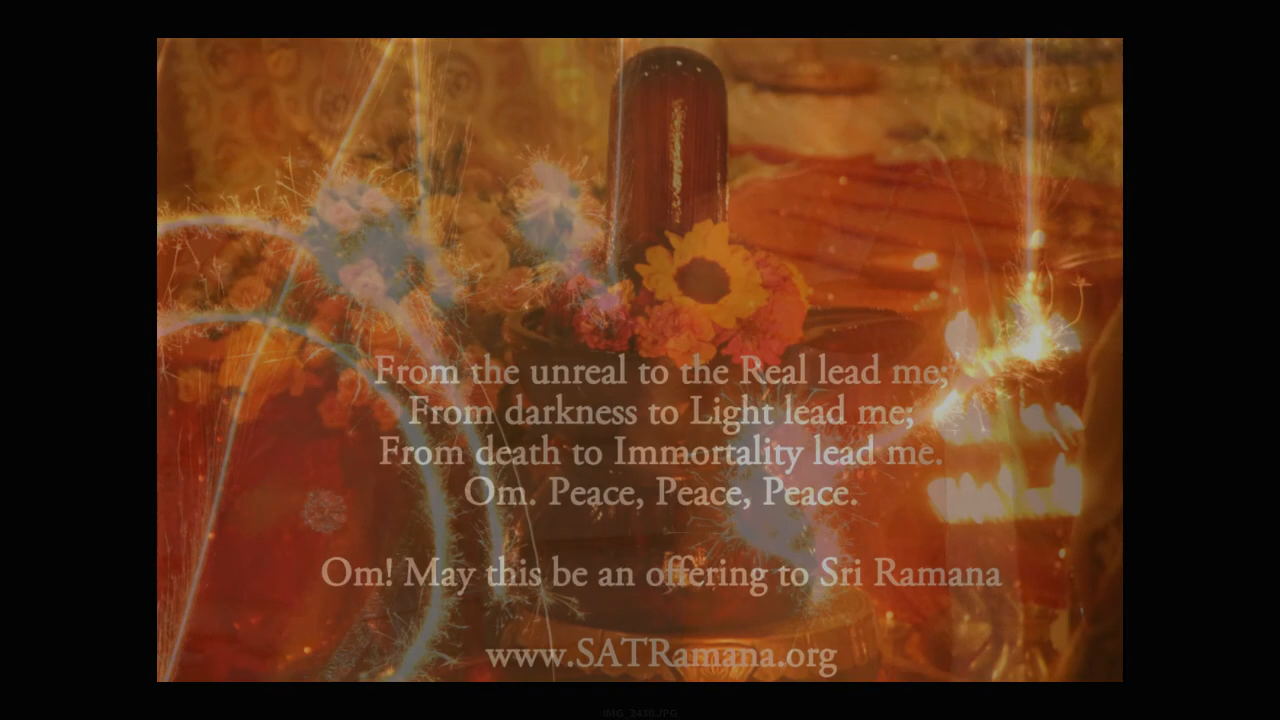 From the unreal to the Real lead me;
From darkness to Light lead me;
From death to Immortality lead me.
Om. Peace, Peace, Peace.
Om! May this be an offering to Sri Ramana
www.SATRamana.org